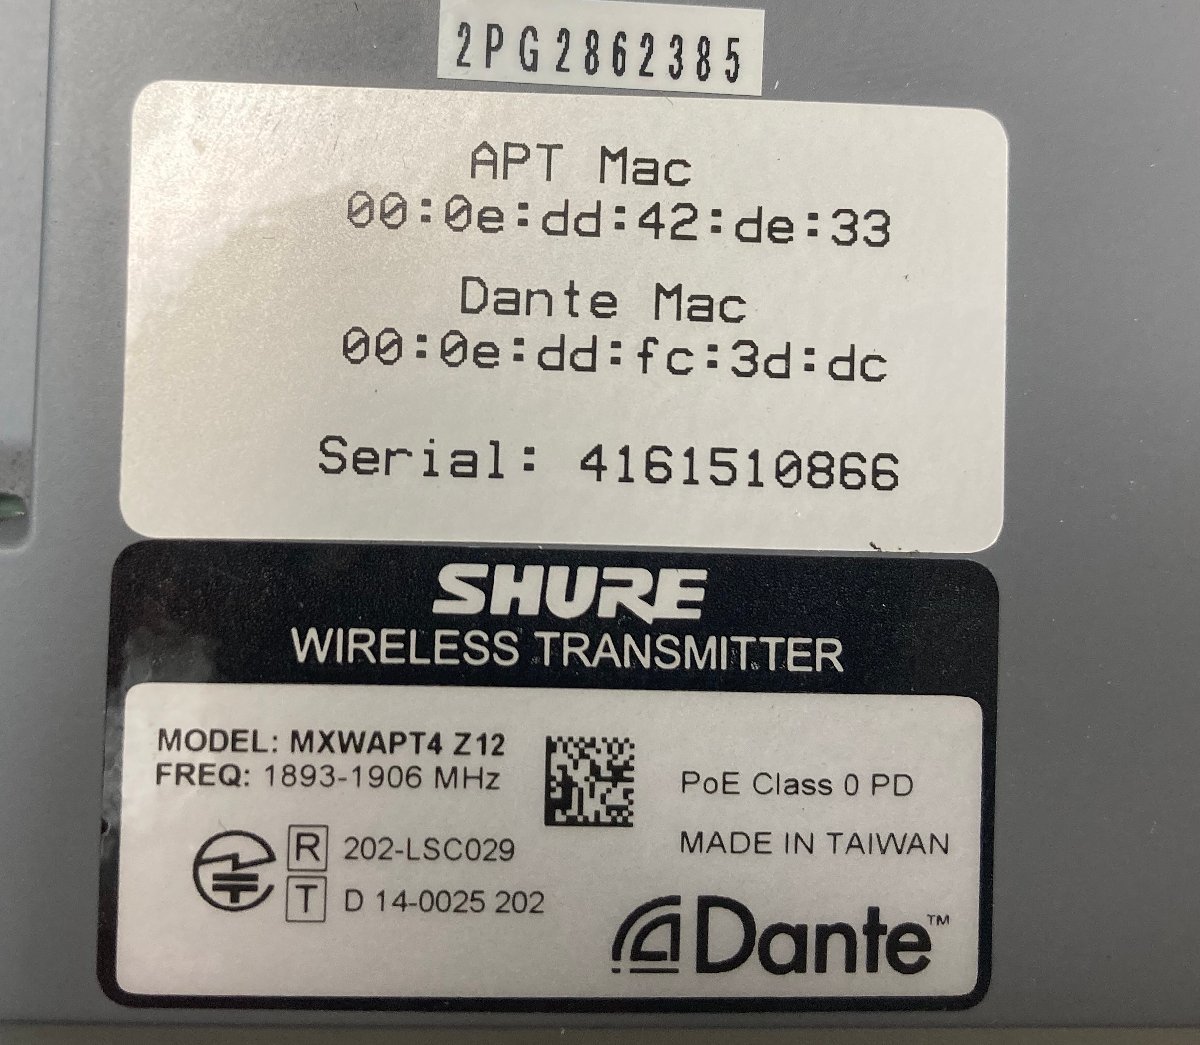 2PG2862385
APT Mac
00:0e:dd:42:de:33
Dante Mac
00:0e:dd:fc:3d:dc
Serial: 4161510866
SHURE
WIRELESS TRANSMITTER
MODEL: MXWAPT4 Z12
FREQ: 1893-1906 MHz
PoE Class 0 PD
MADE IN TAIWAN
R 202-LSC029
T D 14-0025 202
Dante™